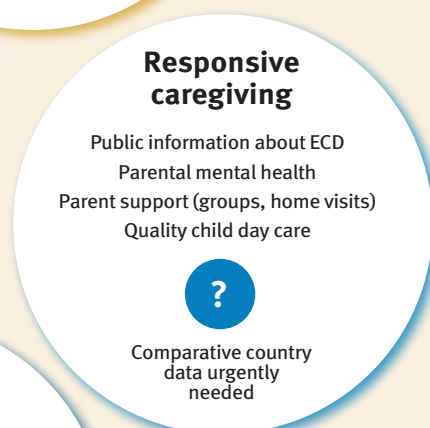 Responsive
caregiving
Public information about ECD
Parental mental health
Parent support (groups, home visits)
Quality child day care
?
Comparative country
data urgently
needed